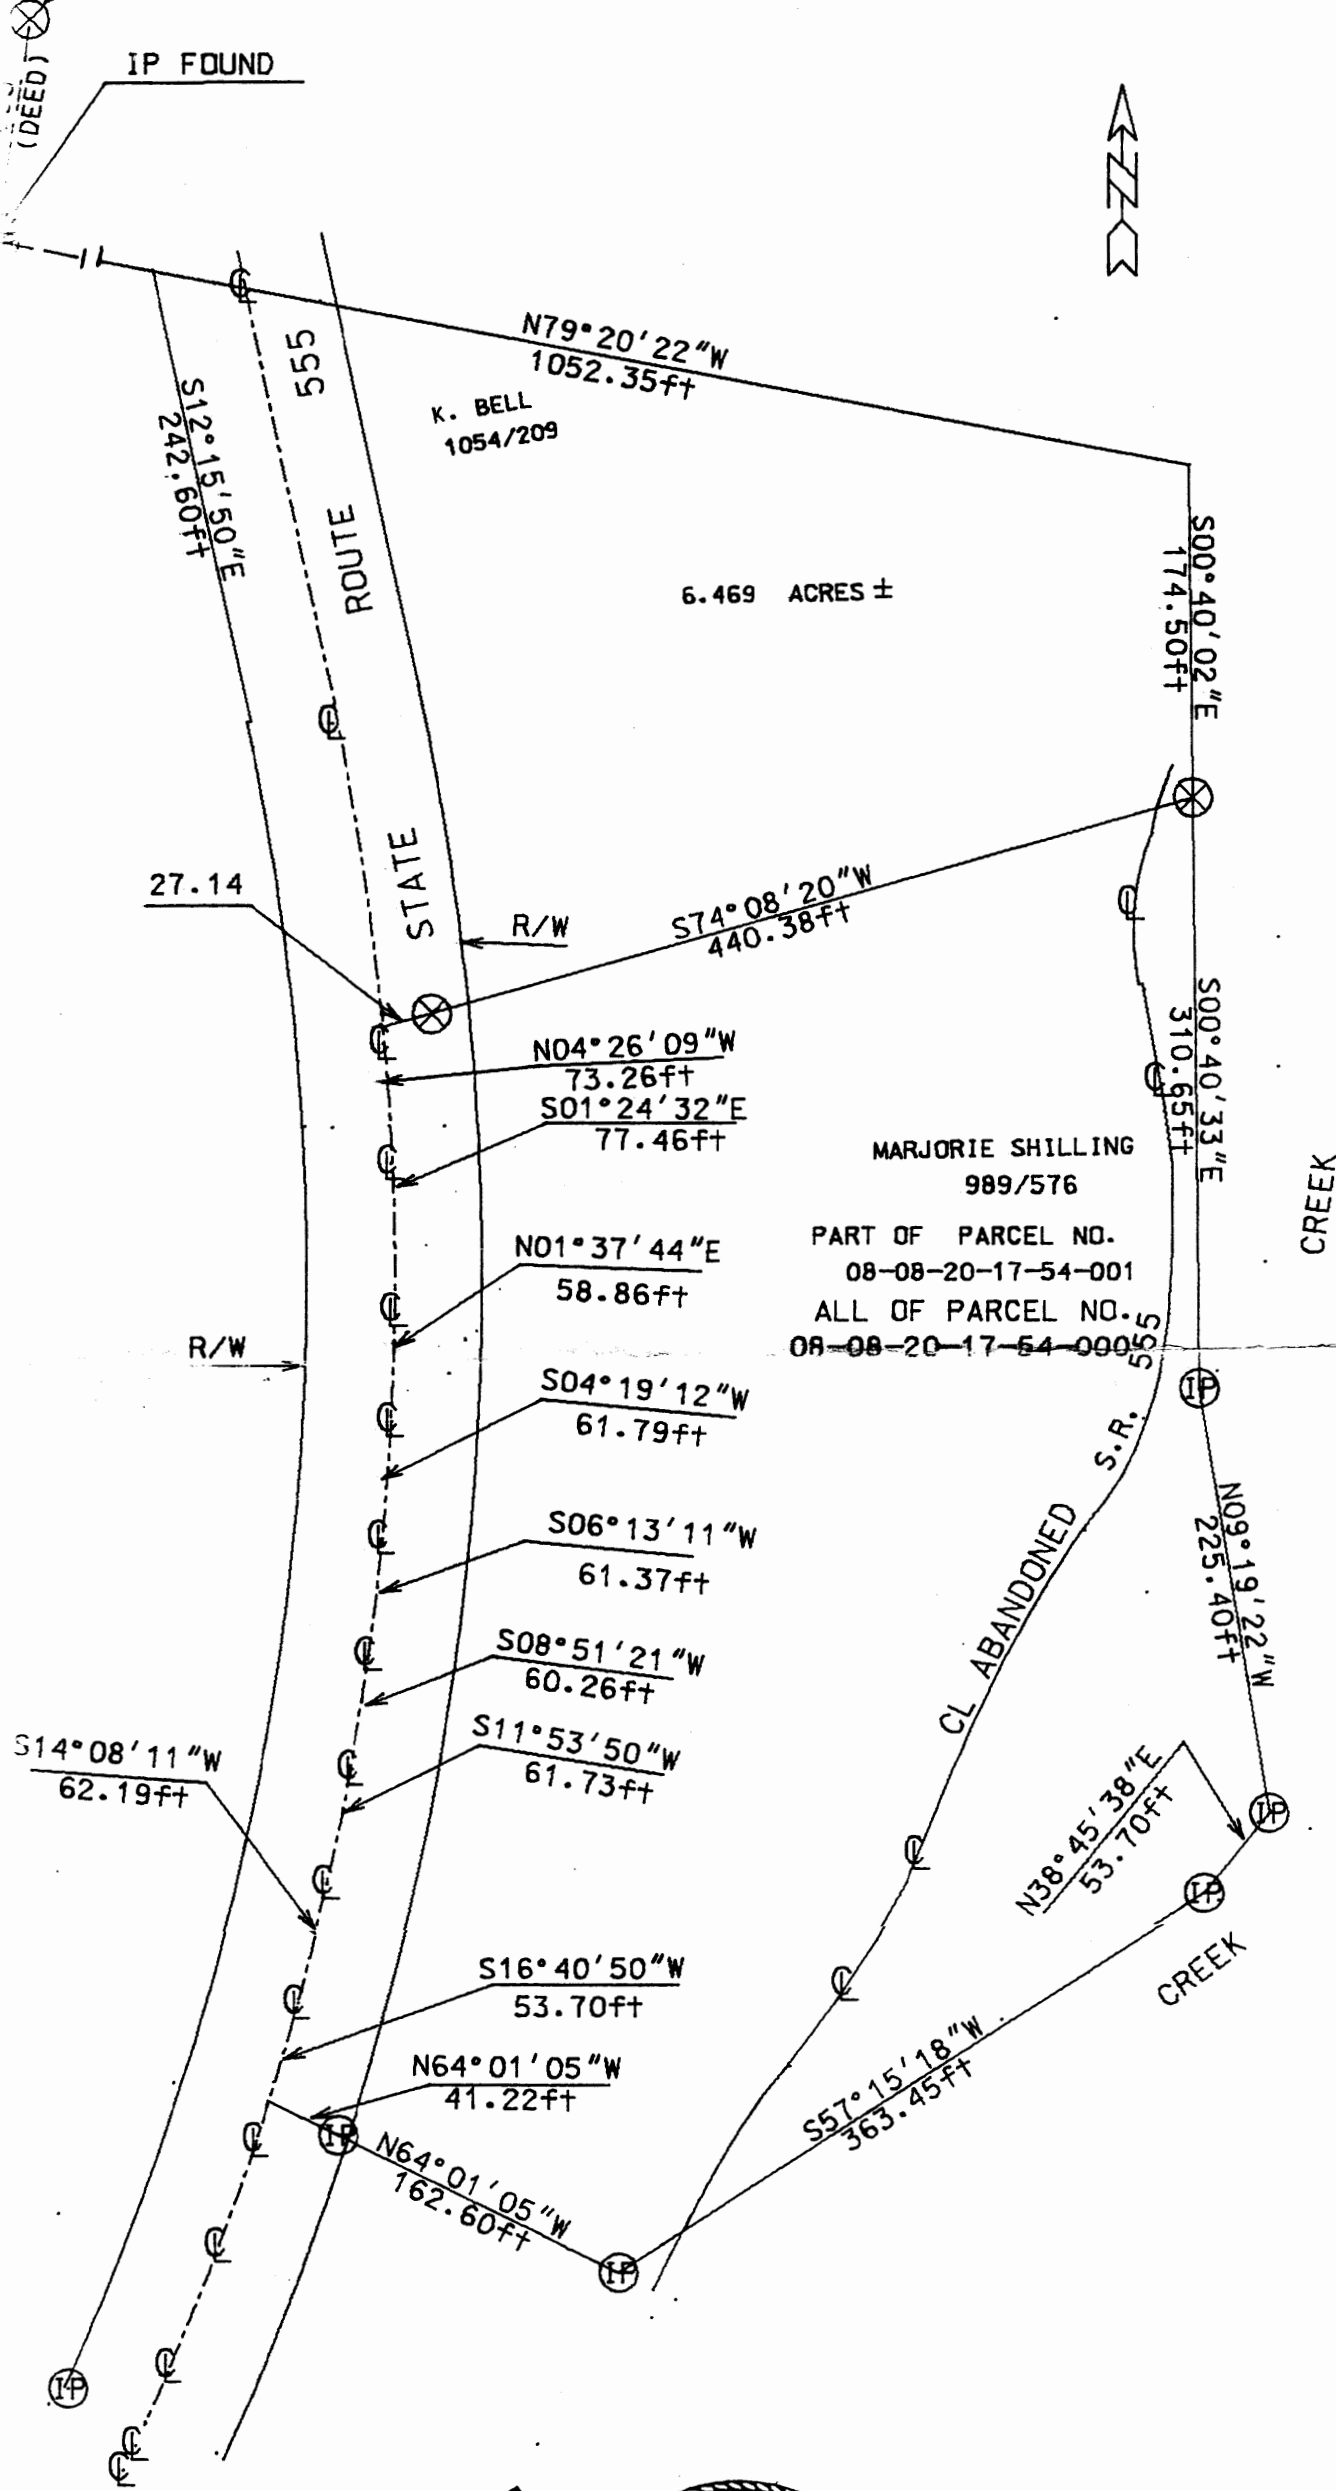 (DEED)
IP FOUND
N
N79°20'22"W
1052.35ft
555
K. BELL
1054/209
S12°15'50"E
242.60ft
ROUTE
6.469 ACRES ±
S00°40'02"E
174.50ft
STATE
27.14
R/W
S74°08'20"W
440.38ft
N04°26'09"W
73.26ft
S01°24'32"E
77.46ft
S00°40'33"E
310.65ft
MARJORIE SHILLING
989/576
CREEK
PART OF PARCEL NO.
08-08-20-17-54-001
ALL OF PARCEL NO.
08-08-20-17-54-000
N01°37'44"E
58.86ft
R/W
S04°19'12"W
61.79ft
CL ABANDONED S.R. 555
IP
N09°19'22"W
225.40ft
S06°13'11"W
61.37ft
S08°51'21"W
60.26ft
S11°53'50"W
61.73ft
S14°08'11"W
62.19ft
N38°45'38"E
53.70ft
IP
IP
CREEK
S16°40'50"W
53.70ft
N64°01'05"W
41.22ft
IP
N64°01'05"W
162.60ft
S57°15'18"W
363.45ft
IP
IP